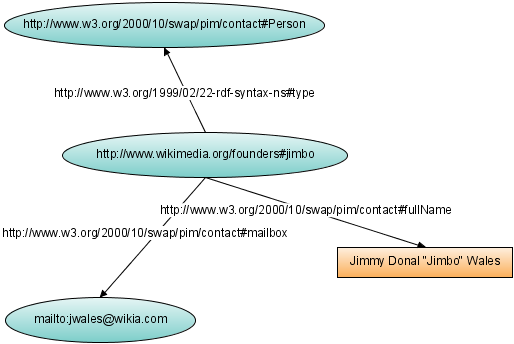 http://www.w3.org/2000/10/swap/pim/contact#Person
http://www.w3.org/1999/02/22-rdf-syntax-ns#type
http://www.wikimedia.org/founders#jimbo
http://www.w3.org/2000/10/swap/pim/contact#fullName
http://www.w3.org/2000/10/swap/pim/contact#mailbox
Jimmy Donal "Jimbo" Wales
mailto:jwales@wikia.com